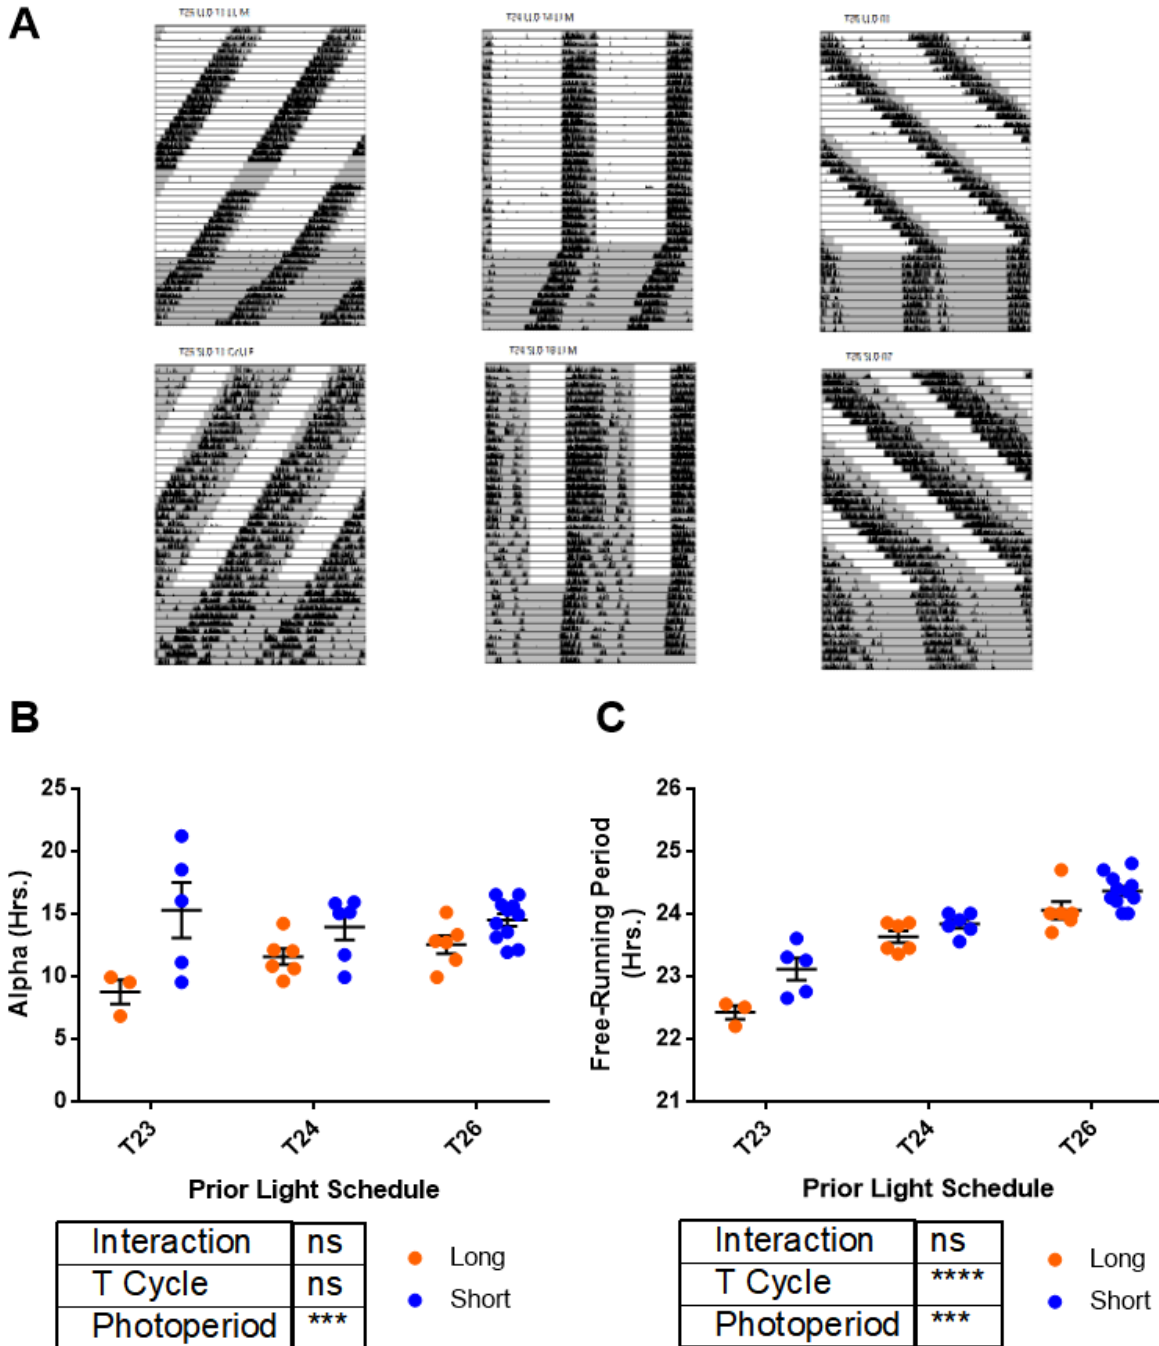 A
B
C
25
20
15
10
5
0
Alpha (Hrs.)
T23
T24
T26
Prior Light Schedule
26
25
24
23
22
21
Free-Running Period
(Hrs.)
T23
T24
T26
Prior Light Schedule
Interaction ns
T Cycle ns
Photoperiod ***
Long
Short
Interaction ns
T Cycle ****
Photoperiod ***
Long
Short